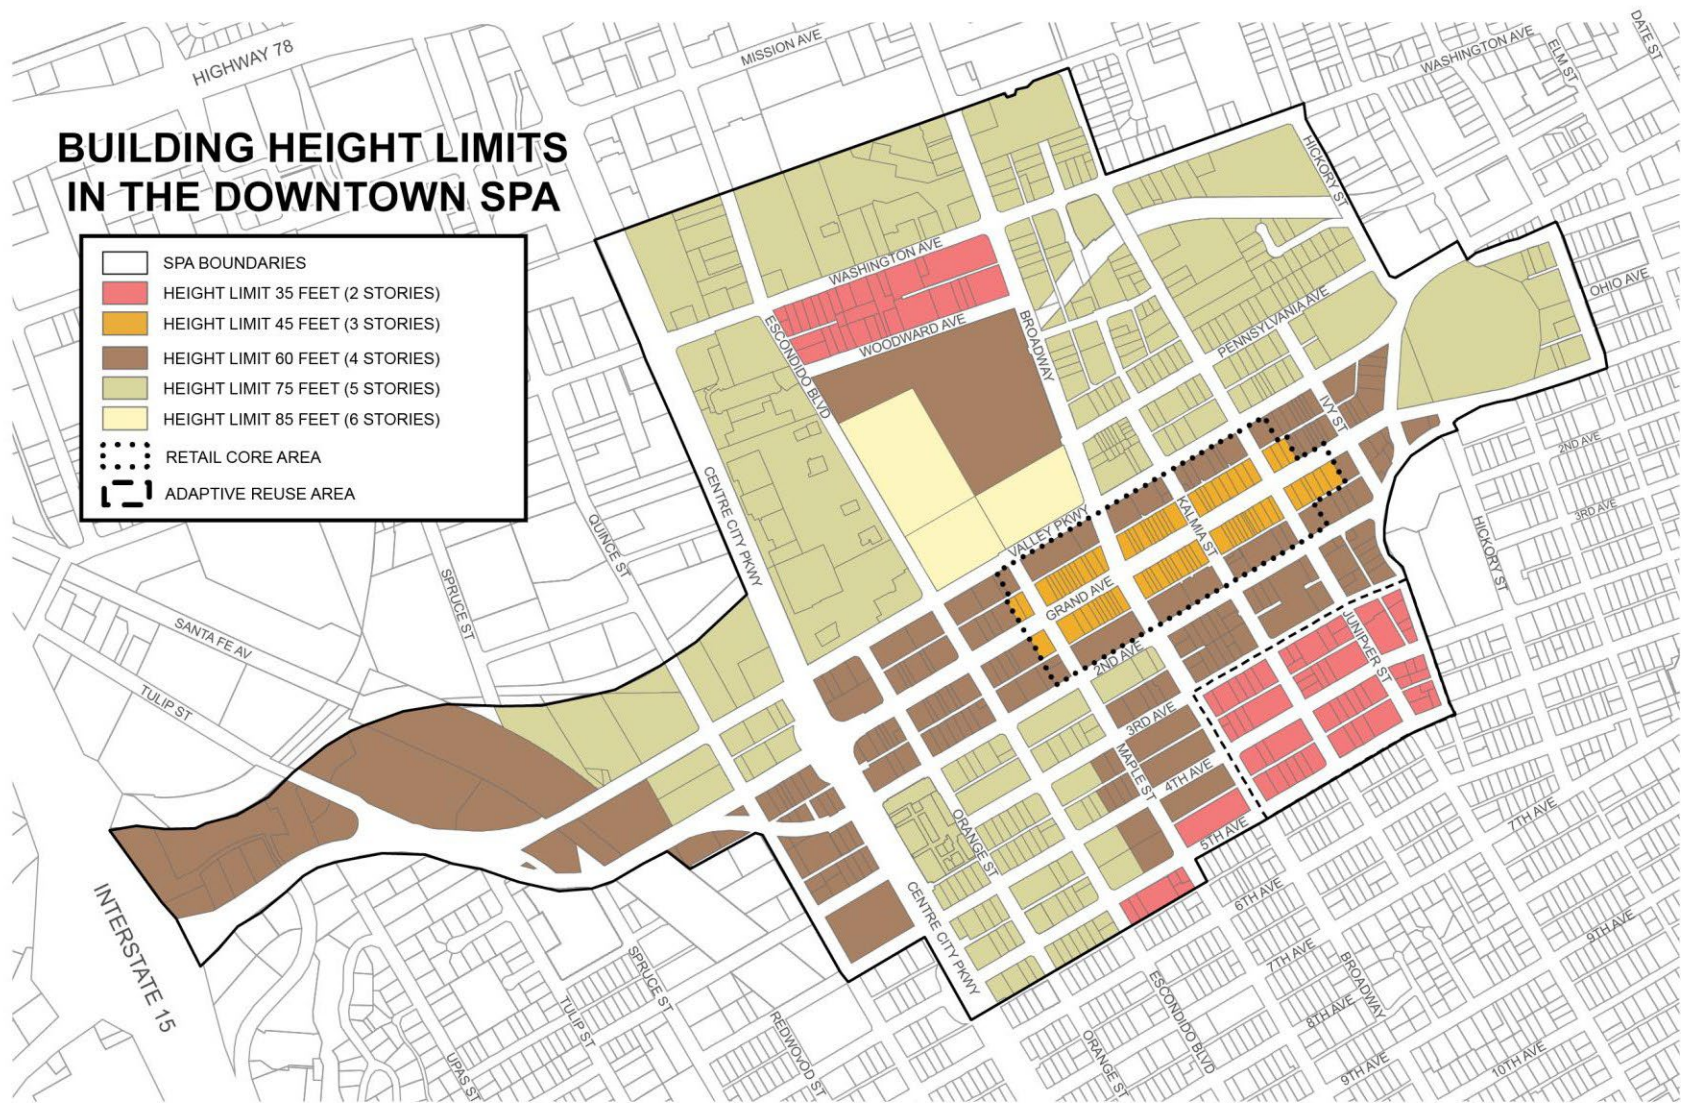 HIGHWAY 78
MISSION AVE
WASHINGTON AVE
ELM ST
DATE ST
BUILDING HEIGHT LIMITS
IN THE DOWNTOWN SPA
SPA BOUNDARIES
HEIGHT LIMIT 35 FEET (2 STORIES)
HEIGHT LIMIT 45 FEET (3 STORIES)
HEIGHT LIMIT 60 FEET (4 STORIES)
HEIGHT LIMIT 75 FEET (5 STORIES)
HEIGHT LIMIT 85 FEET (6 STORIES)
RETAIL CORE AREA
ADAPTIVE REUSE AREA
HICKORY ST
WASHINGTON AVE
WOODWARD AVE
ESCONDIDO BLVD
BROADWAY
PENNSYLVANIA AVE
OHIO AVE
IVY ST
2ND AVE
3RD AVE
HICKORY ST
CENTRE CITY PKWY
VALLEY PKWY
KALMIA ST
GRAND AVE
QUINCE ST
SPRUCE ST
SANTA FE AV
TULIP ST
2ND AVE
JUNIPVER ST
3RD AVE
MAPLE ST
4TH AVE
5TH AVE
ORANGE ST
CENTRE CITY PKWY
INTERSTATE 15
7TH AVE
6TH AVE
9TH AVE
7TH AVE
BROADWAY
8TH AVE
ESCONDIDO BLVD
SPRUCE ST
TULIP ST
REDWOOD ST
UPAS ST
ORANGE ST
9TH AVE
10TH AVE